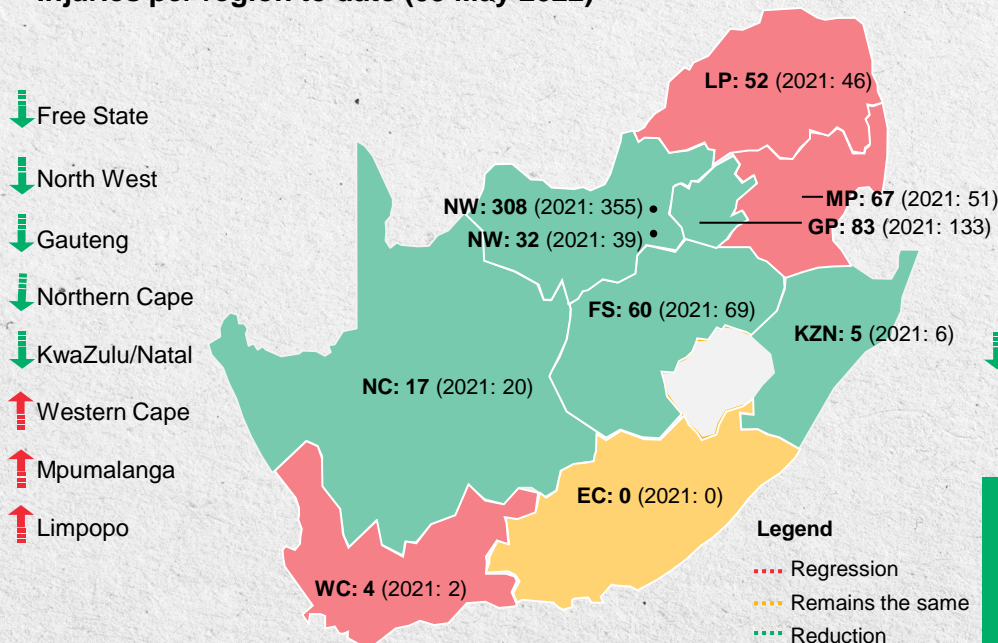 Free State
North West
Gauteng
Northern Cape
KwaZulu/Natal
Western Cape
Mpumalanga
Limpopo
LP: 52 (2021: 46)
MP: 67 (2021: 51)
GP: 83 (2021: 133)
NW: 308 (2021: 355)
NW: 32 (2021: 39)
FS: 60 (2021: 69)
KZN: 5 (2021: 6)
NC: 17 (2021: 20)
EC: 0 (2021: 0)
WC: 4 (2021: 2)
Legend
Regression
Remains the same
Reduction